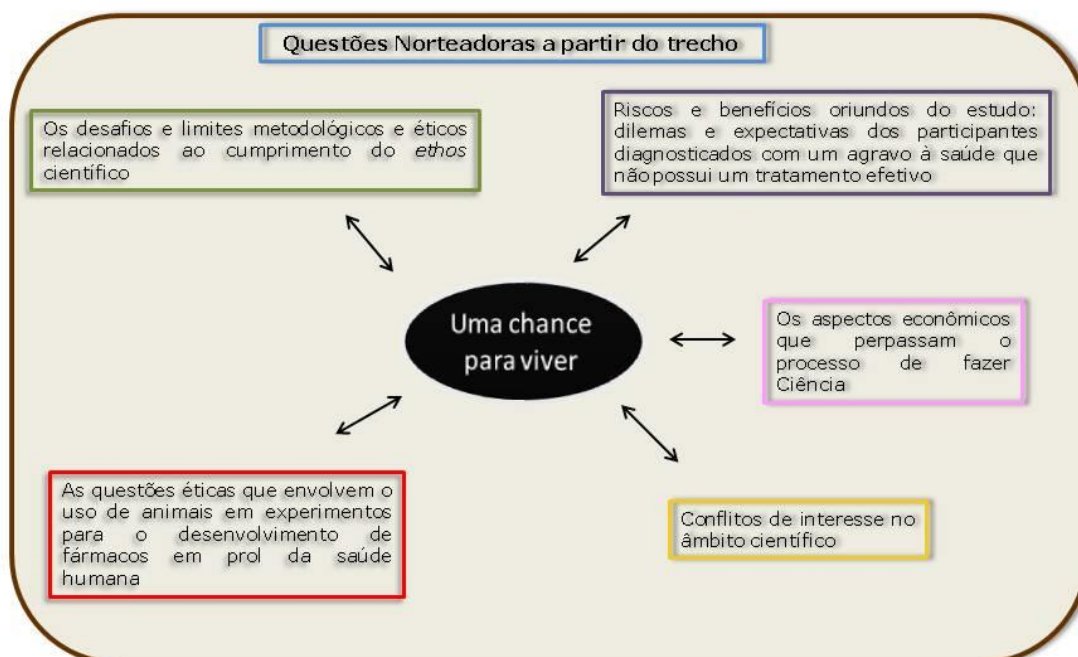 Questões Norteadoras a partir do trecho
Os desafios e limites metodológicos e éticos
relacionados ao cumprimento do ethos
científico
Riscos e benefícios oriundos do estudo:
dilemas e expectativas dos participantes
diagnosticados com um agravo à saúde que
não possui um tratamento efetivo
Uma chance
para viver
Os aspectos econômicos
que perpassam o
processo de fazer
Ciência
As questões éticas que envolvem o
uso de animais em experimentos
para o desenvolvimento de
fármacos em prol da saúde
humana
Conflitos de interesse no
âmbito científico